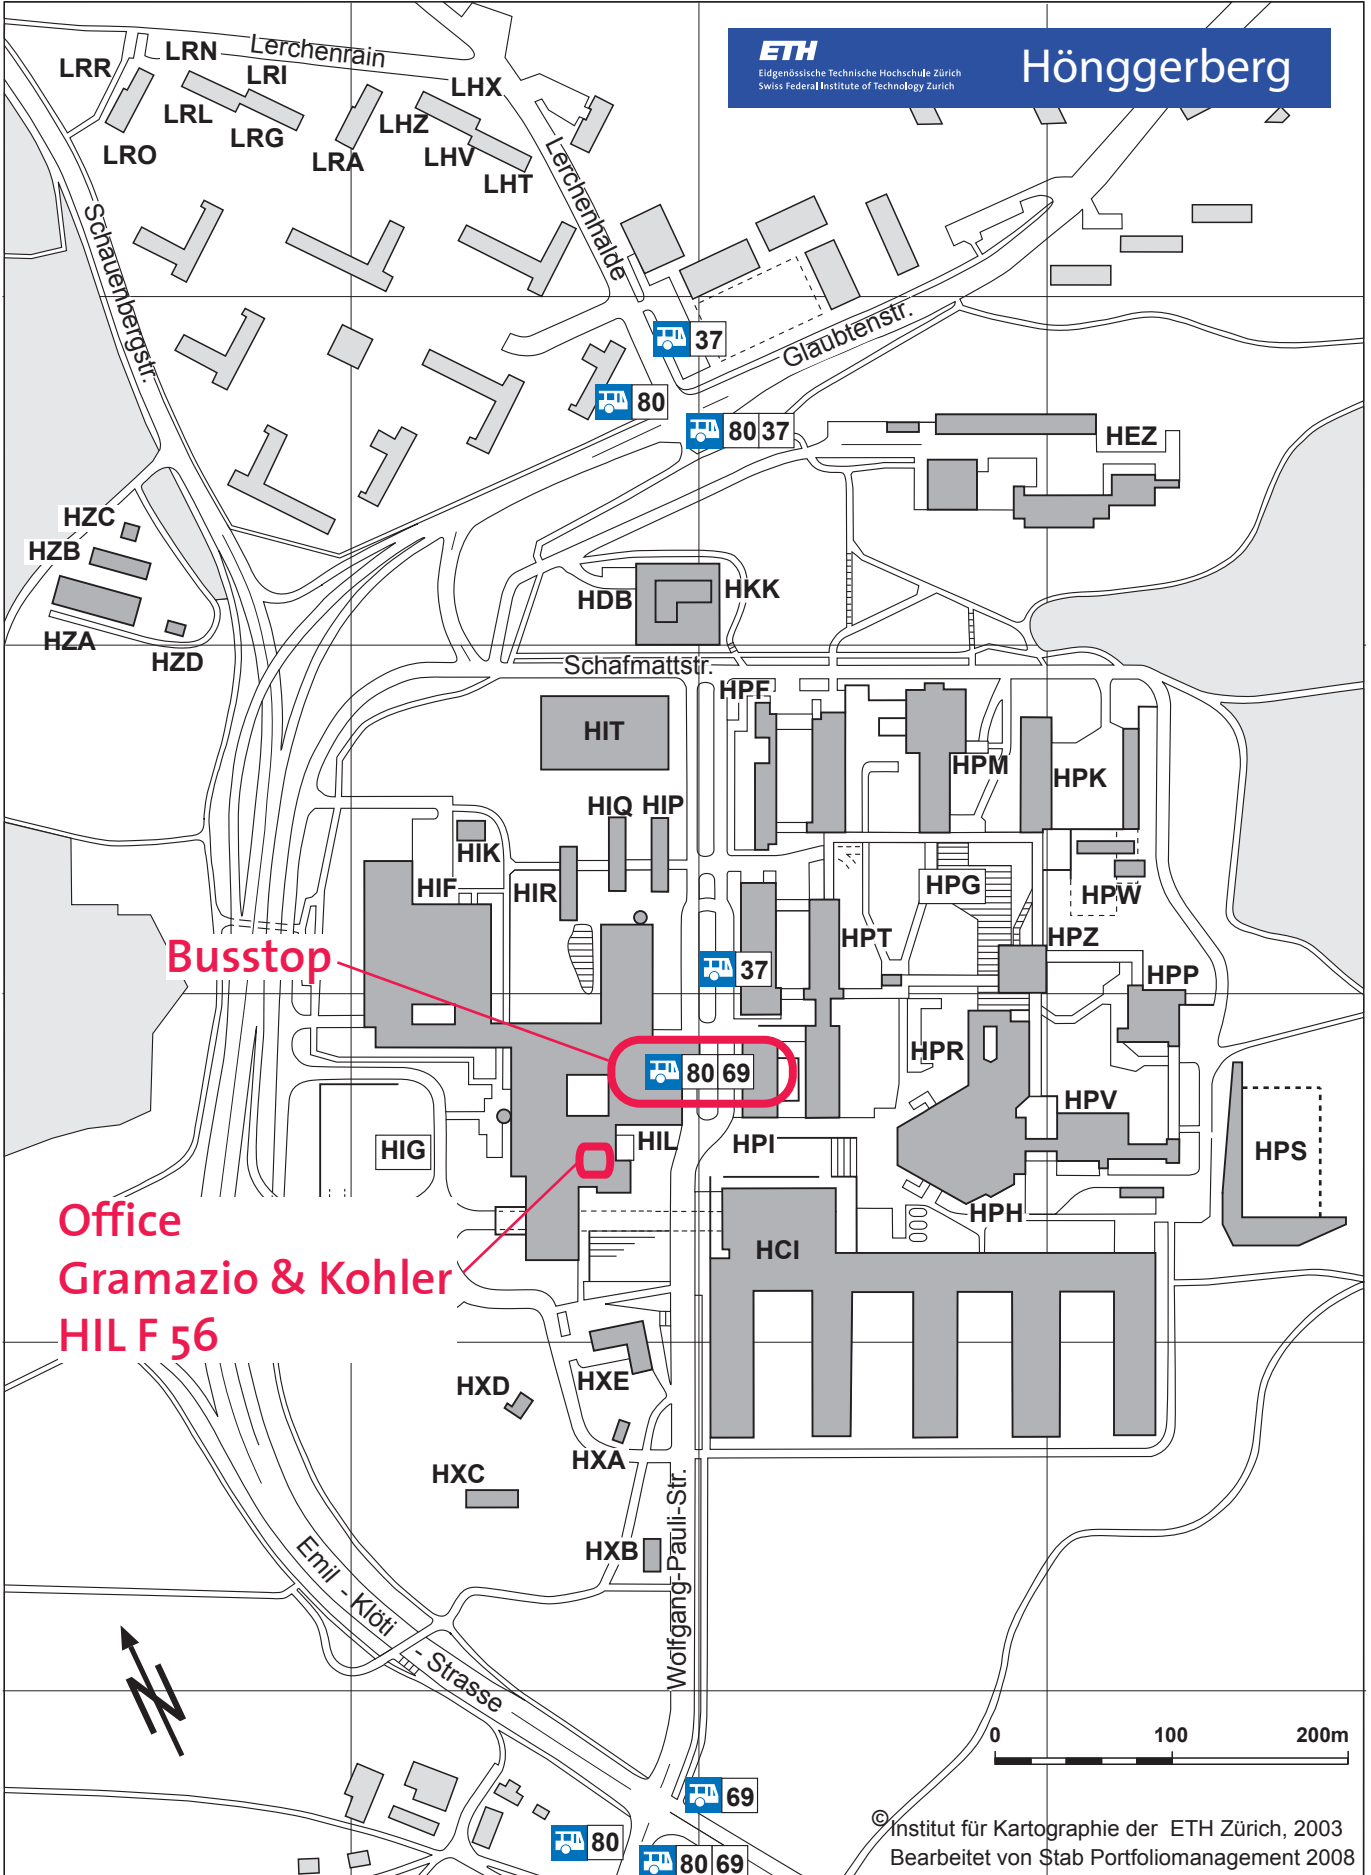 ETH
Eidgenössische Technische Hochschule Zürich
Swiss Federal Institute of Technology Zurich
Hönggerberg
Lerchenrain
LRR
LRN
LRI
LRL
LRG
LRO
LRA
LHX
LHZ
LHV
LHT
Lerchenhalde
Schauenbergstr.
Glaubtenstr.
37
80
80 37
HEZ
HZC
HZB
HZA
HZD
HDB
HKK
Schafmattstr.
HPF
HIT
HPM
HPK
HIQ
HIP
HIK
HIF
HIR
HPG
HPW
HPT
HPZ
HPP
Busstop
37
HPR
80 69
HPV
HIG
HIL
HPI
HPS
HPH
HCI
Office
Gramazio & Kohler
HIL F 56
HXE
HXD
HXA
HXC
HXB
Wolfgang-Pauli-Str.
Emil - Klöti - Strasse
N
0 100 200m
69
80
80 69
© Institut für Kartographie der ETH Zürich, 2003
Bearbeitet von Stab Portfoliomanagement 2008